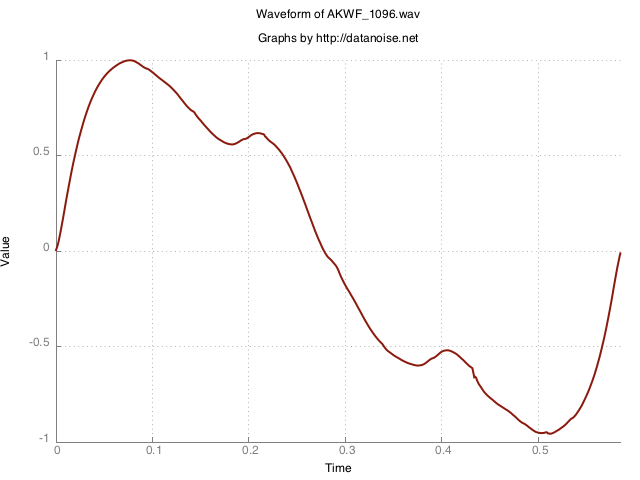 Waveform of AKWF_1096.wav
Graphs by http://datanoise.net
1
0.5
0
-0.5
-1
Value
0 0.1 0.2 0.3 0.4 0.5
Time